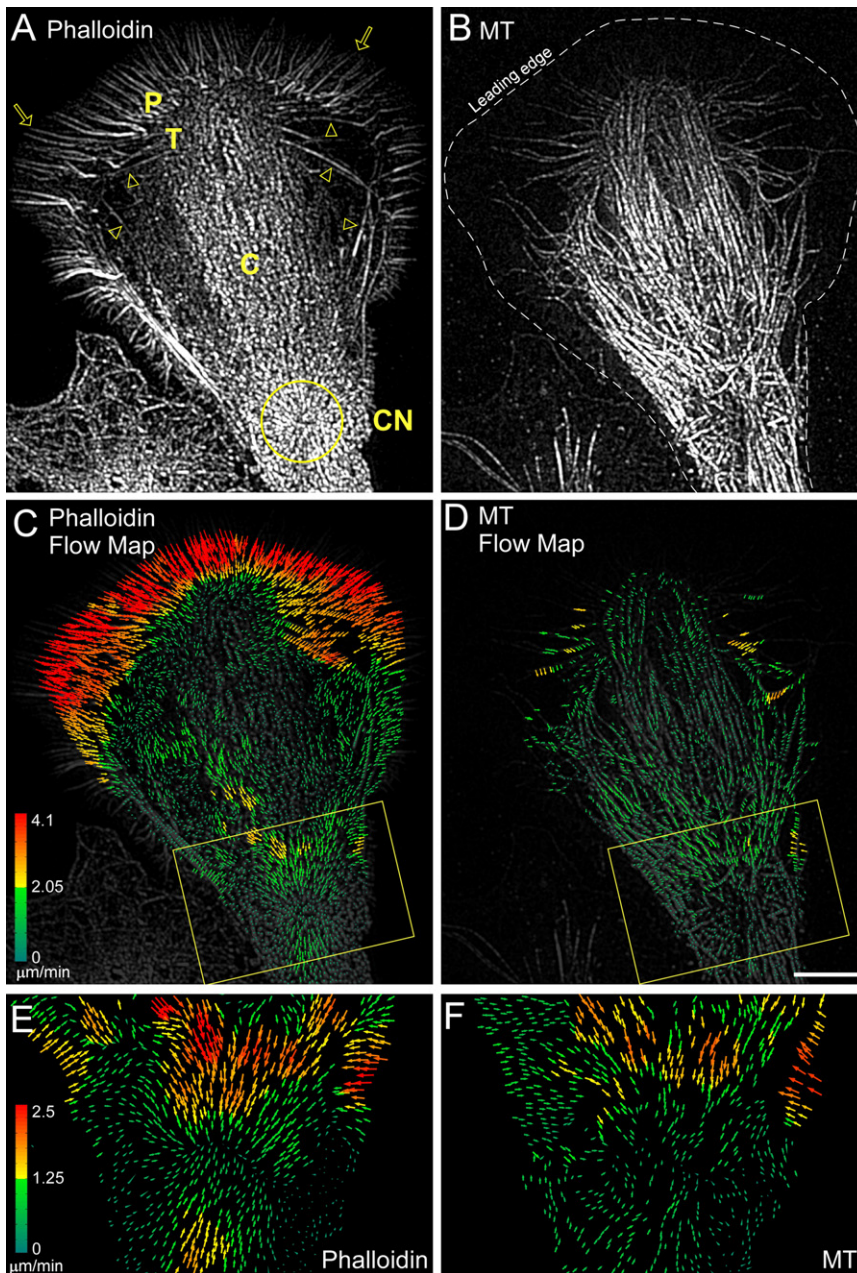 A Phalloidin
P
T
C
CN
B MT
Leading edge
C Phalloidin
Flow Map
4.1
2.05
0
μm/min
D MT
Flow Map
E
2.5
1.25
0
μm/min
Phalloidin
F
MT